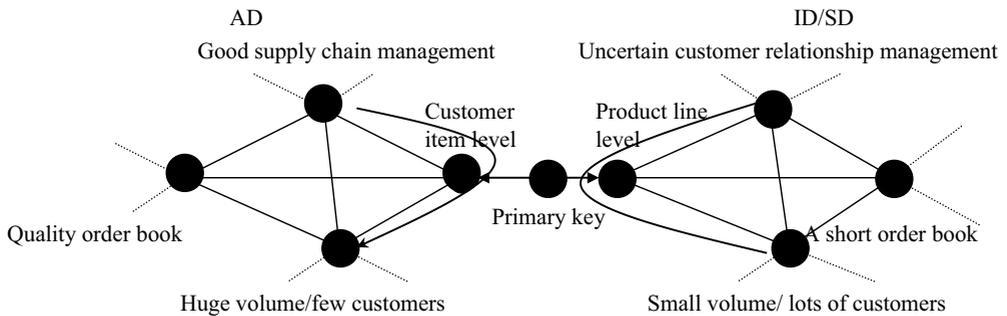 AD
ID/SD
Good supply chain management
Uncertain customer relationship management
Customer
item level
Product line
level
Primary key
Quality order book
A short order book
Huge volume/few customers
Small volume/ lots of customers